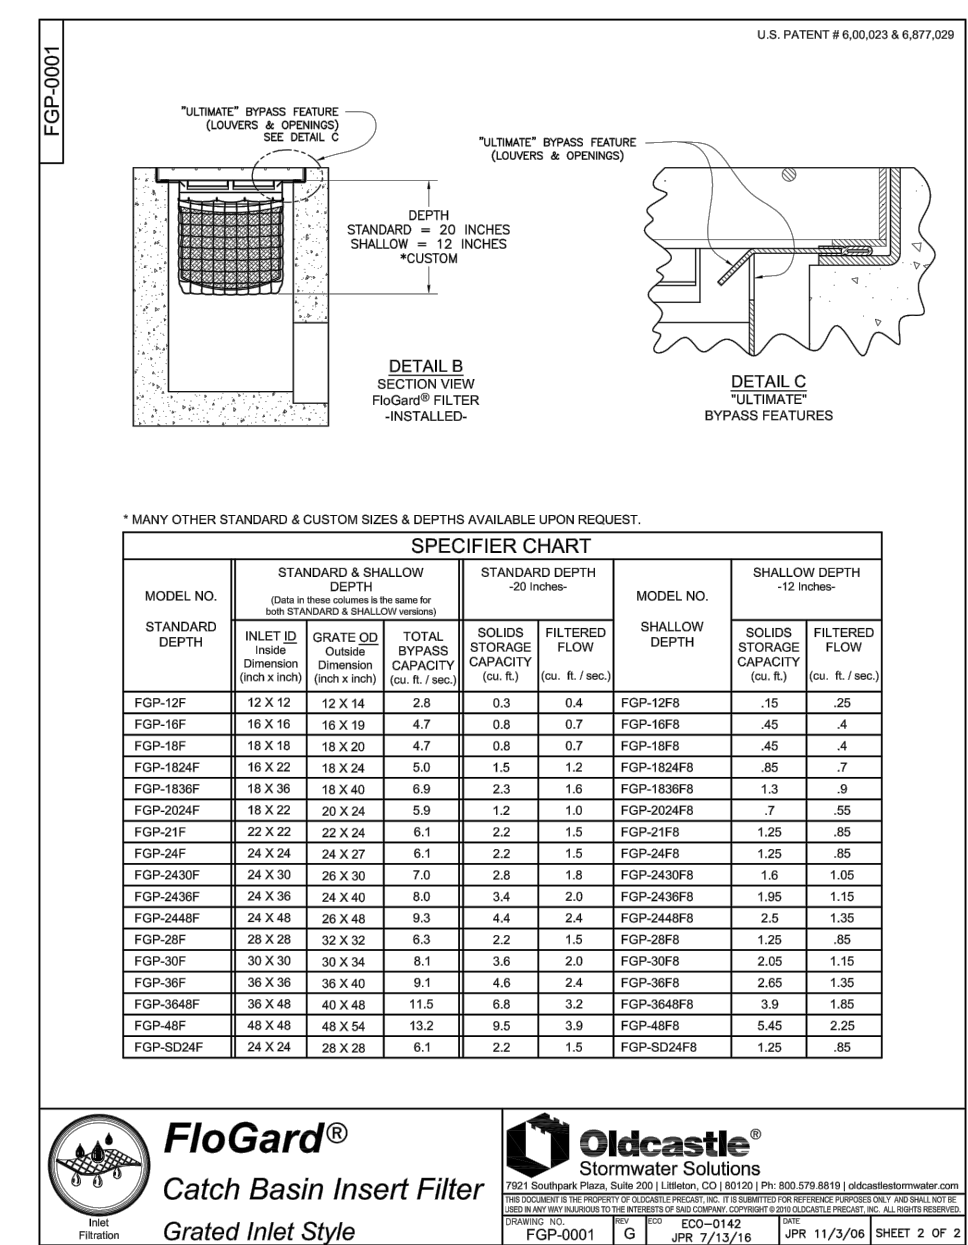 U.S. PATENT # 6,00,023 & 6,877,029
FGP-0001
"ULTIMATE" BYPASS FEATURE
(LOUVERS & OPENINGS)
SEE DETAIL C
"ULTIMATE" BYPASS FEATURE
(LOUVERS & OPENINGS)
DEPTH
STANDARD = 20 INCHES
SHALLOW = 12 INCHES
*CUSTOM
DETAIL B
SECTION VIEW
FloGard® FILTER
-INSTALLED-
DETAIL C
"ULTIMATE"
BYPASS FEATURES
* MANY OTHER STANDARD & CUSTOM SIZES & DEPTHS AVAILABLE UPON REQUEST.
SPECIFIER CHART
MODEL NO.
STANDARD
DEPTH
STANDARD & SHALLOW
DEPTH
(Data in these columes is the same for
both STANDARD & SHALLOW versions)
STANDARD DEPTH
-20 Inches-
MODEL NO.
SHALLOW
DEPTH
SHALLOW DEPTH
-12 Inches-
INLET ID
Inside
Dimension
(inch x inch)
GRATE OD
Outside
Dimension
(inch x inch)
TOTAL
BYPASS
CAPACITY
(cu. ft. / sec.)
SOLIDS
STORAGE
CAPACITY
(cu. ft.)
FILTERED
FLOW
(cu. ft. / sec.)
SOLIDS
STORAGE
CAPACITY
(cu. ft.)
FILTERED
FLOW
(cu. ft. / sec.)
FGP-12F 12 X 12 12 X 14 2.8 0.3 0.4 FGP-12F8 .15 .25
FGP-16F 16 X 16 16 X 19 4.7 0.8 0.7 FGP-16F8 .45 .4
FGP-18F 18 X 18 18 X 20 4.7 0.8 0.7 FGP-18F8 .45 .4
FGP-1824F 16 X 22 18 X 24 5.0 1.5 1.2 FGP-1824F8 .85 .7
FGP-1836F 18 X 36 18 X 40 6.9 2.3 1.6 FGP-1836F8 1.3 .9
FGP-2024F 18 X 22 20 X 24 5.9 1.2 1.0 FGP-2024F8 .7 .55
FGP-21F 22 X 22 22 X 24 6.1 2.2 1.5 FGP-21F8 1.25 .85
FGP-24F 24 X 24 24 X 27 6.1 2.2 1.5 FGP-24F8 1.25 .85
FGP-2430F 24 X 30 26 X 30 7.0 2.8 1.8 FGP-2430F8 1.6 1.05
FGP-2436F 24 X 36 24 X 40 8.0 3.4 2.0 FGP-2436F8 1.95 1.15
FGP-2448F 24 X 48 26 X 48 9.3 4.4 2.4 FGP-2448F8 2.5 1.35
FGP-28F 28 X 28 32 X 32 6.3 2.2 1.5 FGP-28F8 1.25 .85
FGP-30F 30 X 30 30 X 34 8.1 3.6 2.0 FGP-30F8 2.05 1.15
FGP-36F 36 X 36 36 X 40 9.1 4.6 2.4 FGP-36F8 2.65 1.35
FGP-3648F 36 X 48 40 X 48 11.5 6.8 3.2 FGP-3648F8 3.9 1.85
FGP-48F 48 X 48 48 X 54 13.2 9.5 3.9 FGP-48F8 5.45 2.25
FGP-SD24F 24 X 24 28 X 28 6.1 2.2 1.5 FGP-SD24F8 1.25 .85
Inlet
Filtration
FloGard®
Catch Basin Insert Filter
Grated Inlet Style
Oldcastle®
Stormwater Solutions
7921 Southpark Plaza, Suite 200 | Littleton, CO | 80120 | Ph: 800.579.8819 | oldcastlestormwater.com
THIS DOCUMENT IS THE PROPERTY OF OLDCASTLE PRECAST, INC. IT IS SUBMITTED FOR REFERENCE PURPOSES ONLY AND SHALL NOT BE
USED IN ANY WAY INJURIOUS TO THE INTERESTS OF SAID COMPANY. COPYRIGHT © 2010 OLDCASTLE PRECAST, INC. ALL RIGHTS RESERVED.
DRAWING NO.
FGP-0001
REV
G
ECO
ECO-0142
JPR 7/13/16
DATE
JPR 11/3/06
SHEET 2 OF 2